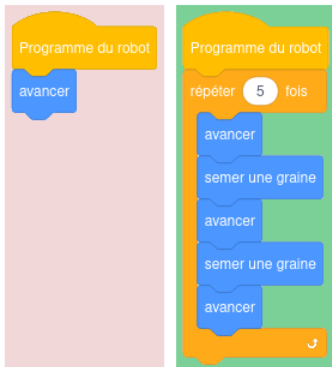 Programme du robot
avancer
Programme du robot
répéter 5 fois
avancer
semer une graine
avancer
semer une graine
avancer